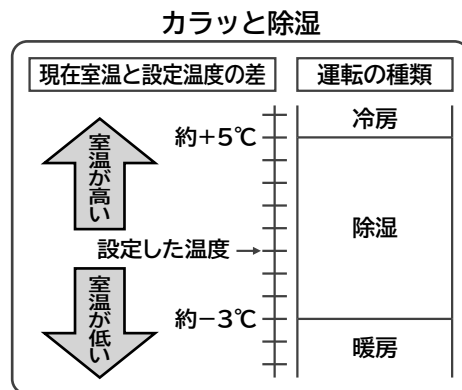 カラッと除湿
現在室温と設定温度の差
運転の種類
室温が高い
約+5℃
冷房
設定した温度→
除湿
室温が低い
約−3℃
暖房